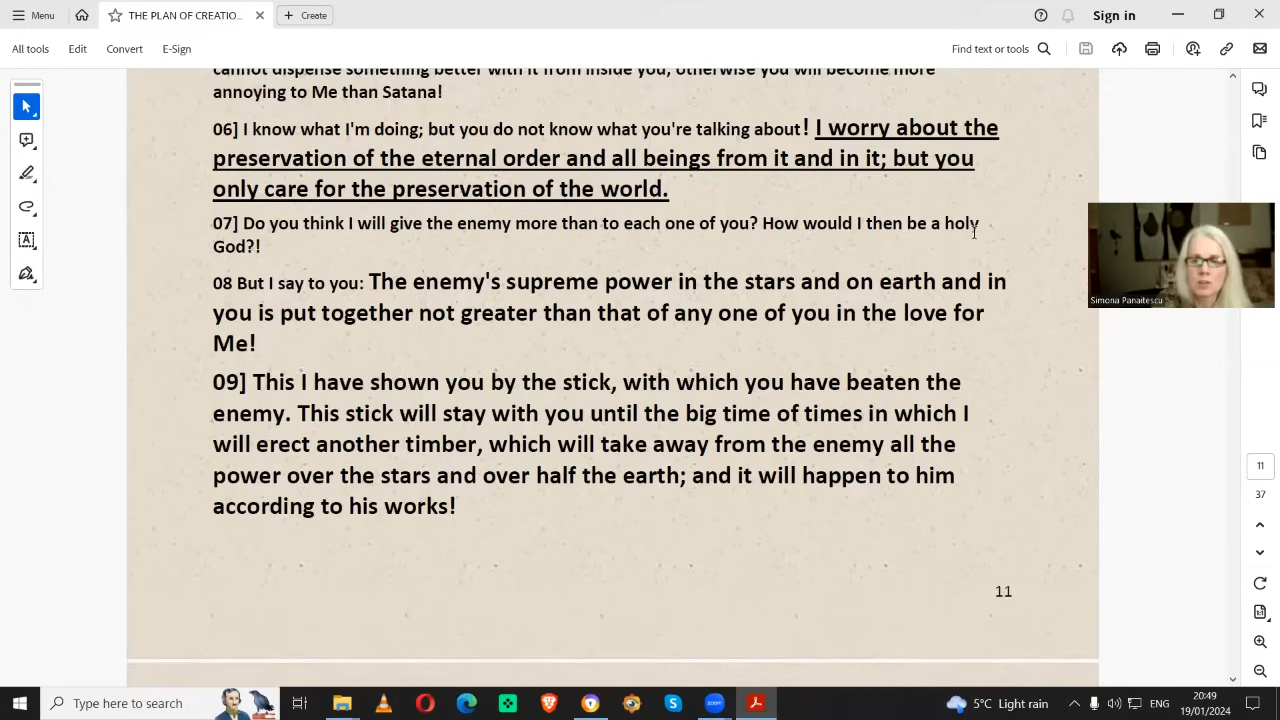 Menu
THE PLAN OF CREATIO...
Create
Sign in
All tools
Edit
Convert
E-Sign
Find text or tools
cannot dispense something better with it from inside you, otherwise you will become more
annoying to Me than Satana!
06] I know what I'm doing; but you do not know what you're talking about! I worry about the
preservation of the eternal order and all beings from it and in it; but you
only care for the preservation of the world.
07] Do you think I will give the enemy more than to each one of you? How would I then be a holy
God?!
08 But I say to you: The enemy's supreme power in the stars and on earth and in
you is put together not greater than that of any one of you in the love for
Me!
09] This I have shown you by the stick, with which you have beaten the
enemy. This stick will stay with you until the big time of times in which I
will erect another timber, which will take away from the enemy all the
power over the stars and over half the earth; and it will happen to him
according to his works!
11
Simona Panaitescu
11
37
Type here to search
zoom
5°C Light rain
ENG
20:49
19/01/2024